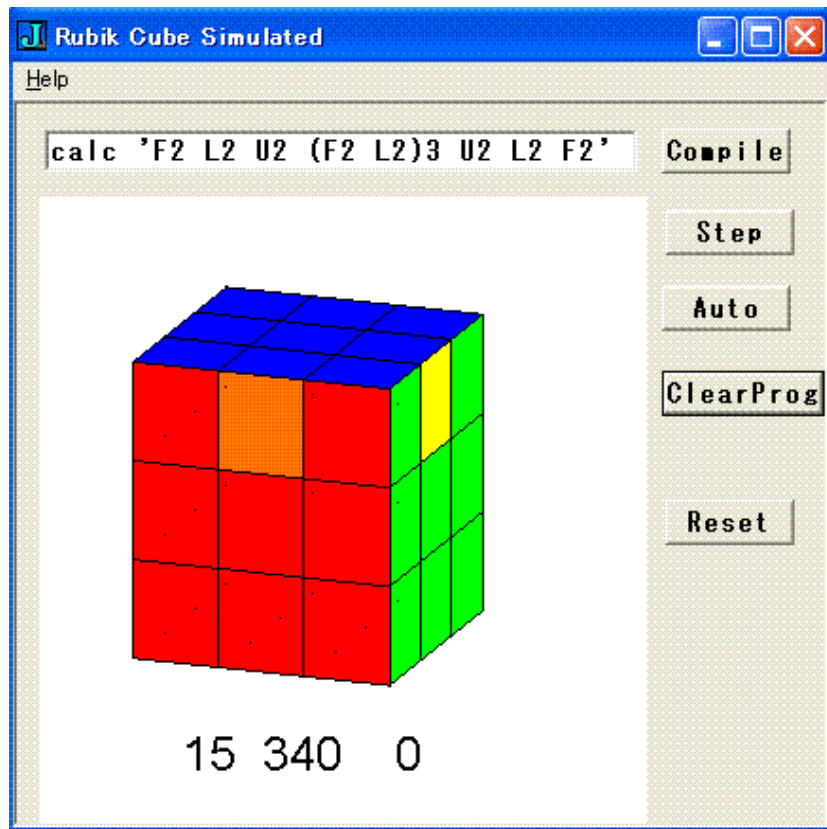 Rubik Cube Simulated
Help
calc 'F2 L2 U2 (F2 L2)3 U2 L2 F2'
Compile
Step
Auto
ClearProg
Reset
15 340 0